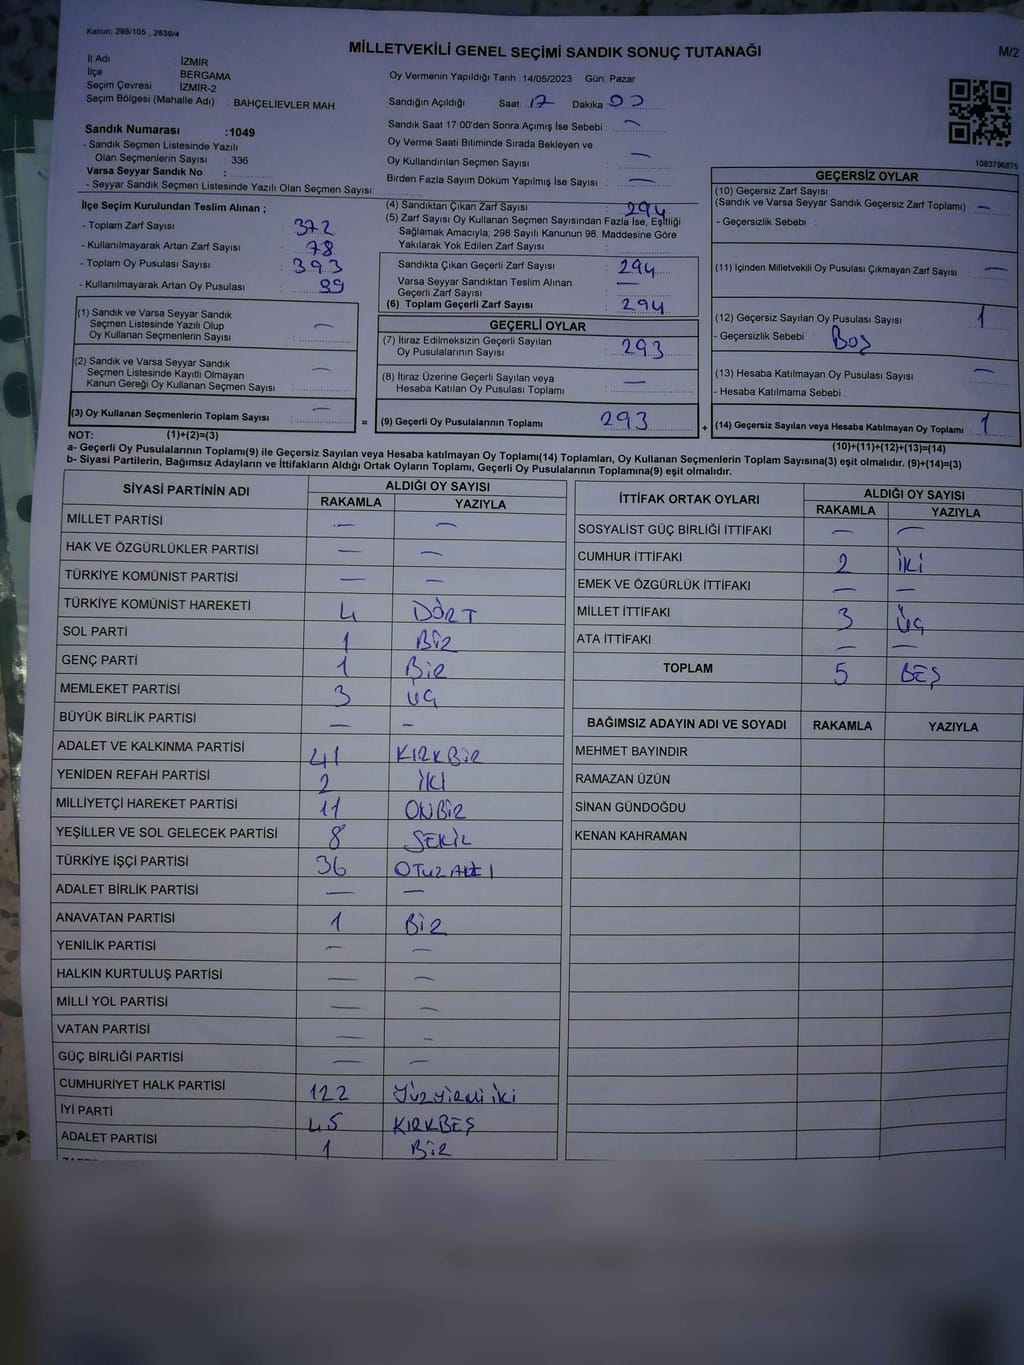 Kanun: 298/105 , 2839/4
MİLLETVEKİLİ GENEL SEÇİMİ SANDIK SONUÇ TUTANAĞI
M/2
İl Adı : İZMİR
İlçe : BERGAMA
Seçim Çevresi : İZMİR-2
Seçim Bölgesi (Mahalle Adı) : BAHÇELİEVLER MAH
Sandık Numarası :1049
- Sandık Seçmen Listesinde Yazılı
Olan Seçmenlerin Sayısı : 336
Varsa Seyyar Sandık No :
- Seyyar Sandık Seçmen Listesinde Yazılı Olan Seçmen Sayısı:
Oy Vermenin Yapıldığı Tarih : 14/05/2023 Gün: Pazar
Sandığın Açıldığı Saat: 17 Dakika: 00
Sandık Saat 17:00'den Sonra Açımış İse Sebebi : —
Oy Verme Saati Bitiminde Sırada Bekleyen ve
Oy Kullandırılan Seçmen Sayısı : —
Birden Fazla Sayım Döküm Yapılmış İse Sayısı : —
1083796875
İlçe Seçim Kurulundan Teslim Alınan ;
- Toplam Zarf Sayısı : 372
- Kullanılmayarak Artan Zarf Sayısı : 78
- Toplam Oy Pusulası Sayısı : 393
- Kullanılmayarak Artan Oy Pusulası : 99
(1) Sandık ve Varsa Seyyar Sandık
Seçmen Listesinde Yazılı Olup
Oy Kullanan Seçmenlerin Sayısı : —
(2) Sandık ve Varsa Seyyar Sandık
Seçmen Listesinde Kayıtlı Olmayan
Kanun Gereği Oy Kullanan Seçmen Sayısı : —
(3) Oy Kullanan Seçmenlerin Toplam Sayısı : —
(4) Sandıktan Çıkan Zarf Sayısı : 294
(5) Zarf Sayısı Oy Kullanan Seçmen Sayısından Fazla İse, Eşitliği
Sağlamak Amacıyla, 298 Sayılı Kanunun 98. Maddesine Göre
Yakılarak Yok Edilen Zarf Sayısı :
Sandıkta Çıkan Geçerli Zarf Sayısı : 294
Varsa Seyyar Sandıktan Teslim Alınan
Geçerli Zarf Sayısı : —
(6) Toplam Geçerli Zarf Sayısı : 294
GEÇERLİ OYLAR
(7) İtiraz Edilmeksizin Geçerli Sayılan
Oy Pusulalarının Sayısı : 293
(8) İtiraz Üzerine Geçerli Sayılan veya
Hesaba Katılan Oy Pusulası Toplamı : —
= (9) Geçerli Oy Pusulalarının Toplamı : 293
GEÇERSİZ OYLAR
(10) Geçersiz Zarf Sayısı
(Sandık ve Varsa Seyyar Sandık Geçersiz Zarf Toplamı) : —
- Geçersizlik Sebebi :
(11) İçinden Milletvekili Oy Pusulası Çıkmayan Zarf Sayısı : —
(12) Geçersiz Sayılan Oy Pusulası Sayısı : 1
- Geçersizlik Sebebi : Boş
(13) Hesaba Katılmayan Oy Pusulası Sayısı : —
- Hesaba Katılmama Sebebi :
+ (14) Geçersiz Sayılan veya Hesaba Katılmayan Oy Toplamı : 1
NOT: (1)+(2)=(3)
(10)+(11)+(12)+(13)=(14)
a- Geçerli Oy Pusulalarının Toplamı(9) ile Geçersiz Sayılan veya Hesaba katılmayan Oy Toplamı(14) Toplamları, Oy Kullanan Seçmenlerin Toplam Sayısına(3) eşit olmalıdır. (9)+(14)=(3)
b- Siyasi Partilerin, Bağımsız Adayların ve İttifakların Aldığı Ortak Oyların Toplamı, Geçerli Oy Pusulalarının Toplamına(9) eşit olmalıdır.
SİYASİ PARTİNİN ADI ALDIĞI OY SAYISI
RAKAMLA YAZIYLA
MİLLET PARTİSİ — —
HAK VE ÖZGÜRLÜKLER PARTİSİ — —
TÜRKİYE KOMÜNİST PARTİSİ — —
TÜRKİYE KOMÜNİST HAREKETİ 4 DÖRT
SOL PARTİ 1 BİR
GENÇ PARTİ 1 BİR
MEMLEKET PARTİSİ 3 ÜÇ
BÜYÜK BİRLİK PARTİSİ — —
ADALET VE KALKINMA PARTİSİ 41 KIRKBİR
YENİDEN REFAH PARTİSİ 2 İKİ
MİLLİYETÇİ HAREKET PARTİSİ 11 ONBİR
YEŞİLLER VE SOL GELECEK PARTİSİ 8 SEKİZ
TÜRKİYE İŞÇİ PARTİSİ 36 OTUZALTI
ADALET BİRLİK PARTİSİ — —
ANAVATAN PARTİSİ 1 BİR
YENİLİK PARTİSİ — —
HALKIN KURTULUŞ PARTİSİ — —
MİLLİ YOL PARTİSİ — —
VATAN PARTİSİ — —
GÜÇ BİRLİĞİ PARTİSİ — —
CUMHURİYET HALK PARTİSİ 122 Yüzyirmi iki
İYİ PARTİ 45 KIRKBEŞ
ADALET PARTİSİ 1 BİR
İTTİFAK ORTAK OYLARI ALDIĞI OY SAYISI
RAKAMLA YAZIYLA
SOSYALİST GÜÇ BİRLİĞİ İTTİFAKI — —
CUMHUR İTTİFAKI 2 İKİ
EMEK VE ÖZGÜRLÜK İTTİFAKI — —
MİLLET İTTİFAKI 3 ÜÇ
ATA İTTİFAKI — —
TOPLAM 5 BEŞ
BAĞIMSIZ ADAYIN ADI VE SOYADI RAKAMLA YAZIYLA
MEHMET BAYINDIR
RAMAZAN ÜZÜN
SİNAN GÜNDOĞDU
KENAN KAHRAMAN